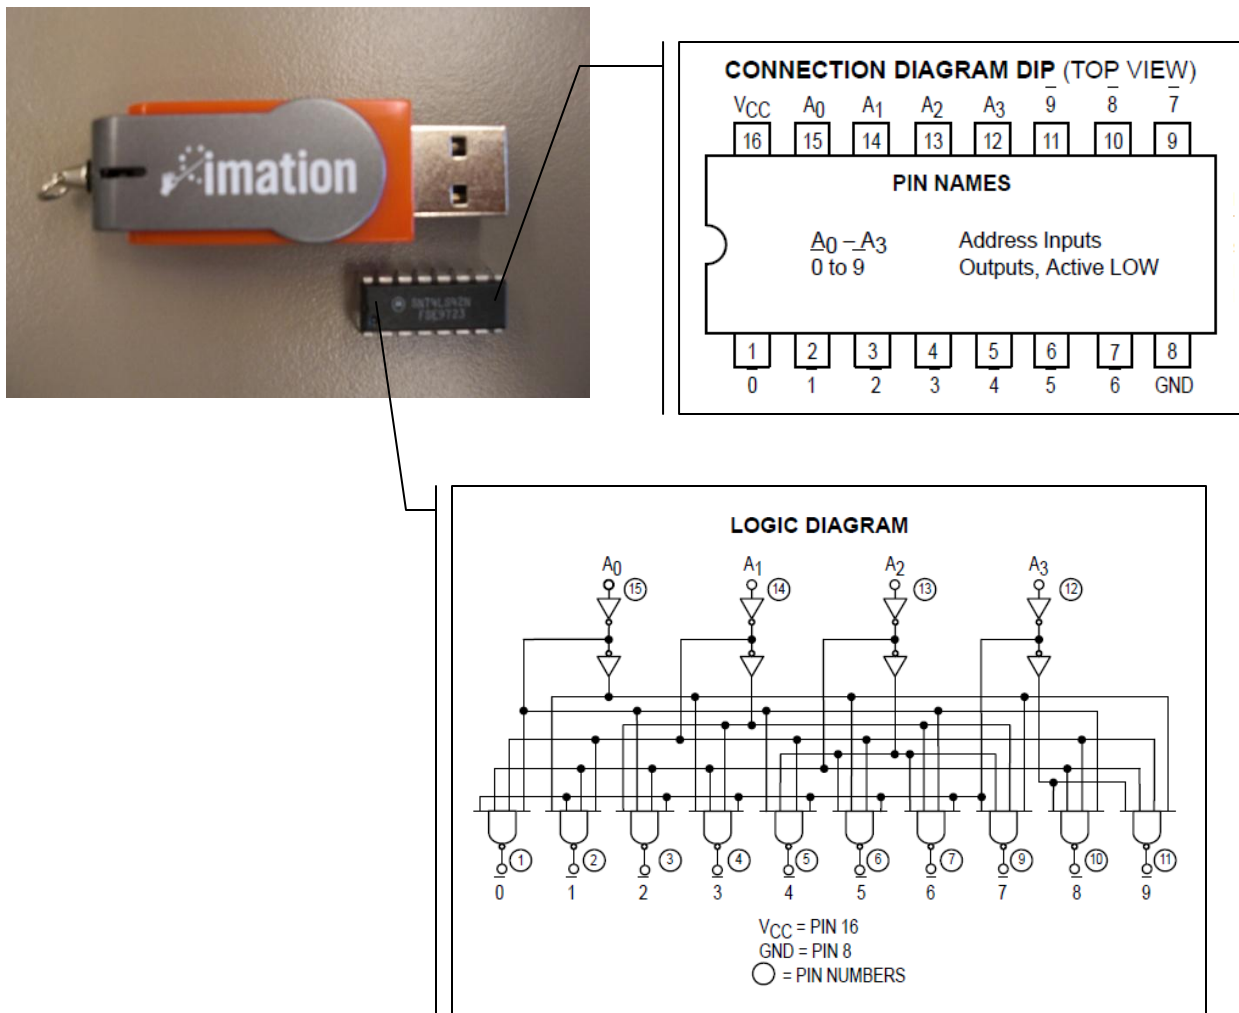 imation
SN74LS42N
FSE9723
CONNECTION DIAGRAM DIP (TOP VIEW)
VCC A0 A1 A2 A3 9 8 7
16 15 14 13 12 11 10 9
PIN NAMES
A0 – A3 Address Inputs
0 to 9 Outputs, Active LOW
1 2 3 4 5 6 7 8
0 1 2 3 4 5 6 GND
LOGIC DIAGRAM
A0 A1 A2 A3
15 14 13 12
1 2 3 4 5 6 7 9 10 11
0 1 2 3 4 5 6 7 8 9
VCC = PIN 16
GND = PIN 8
= PIN NUMBERS